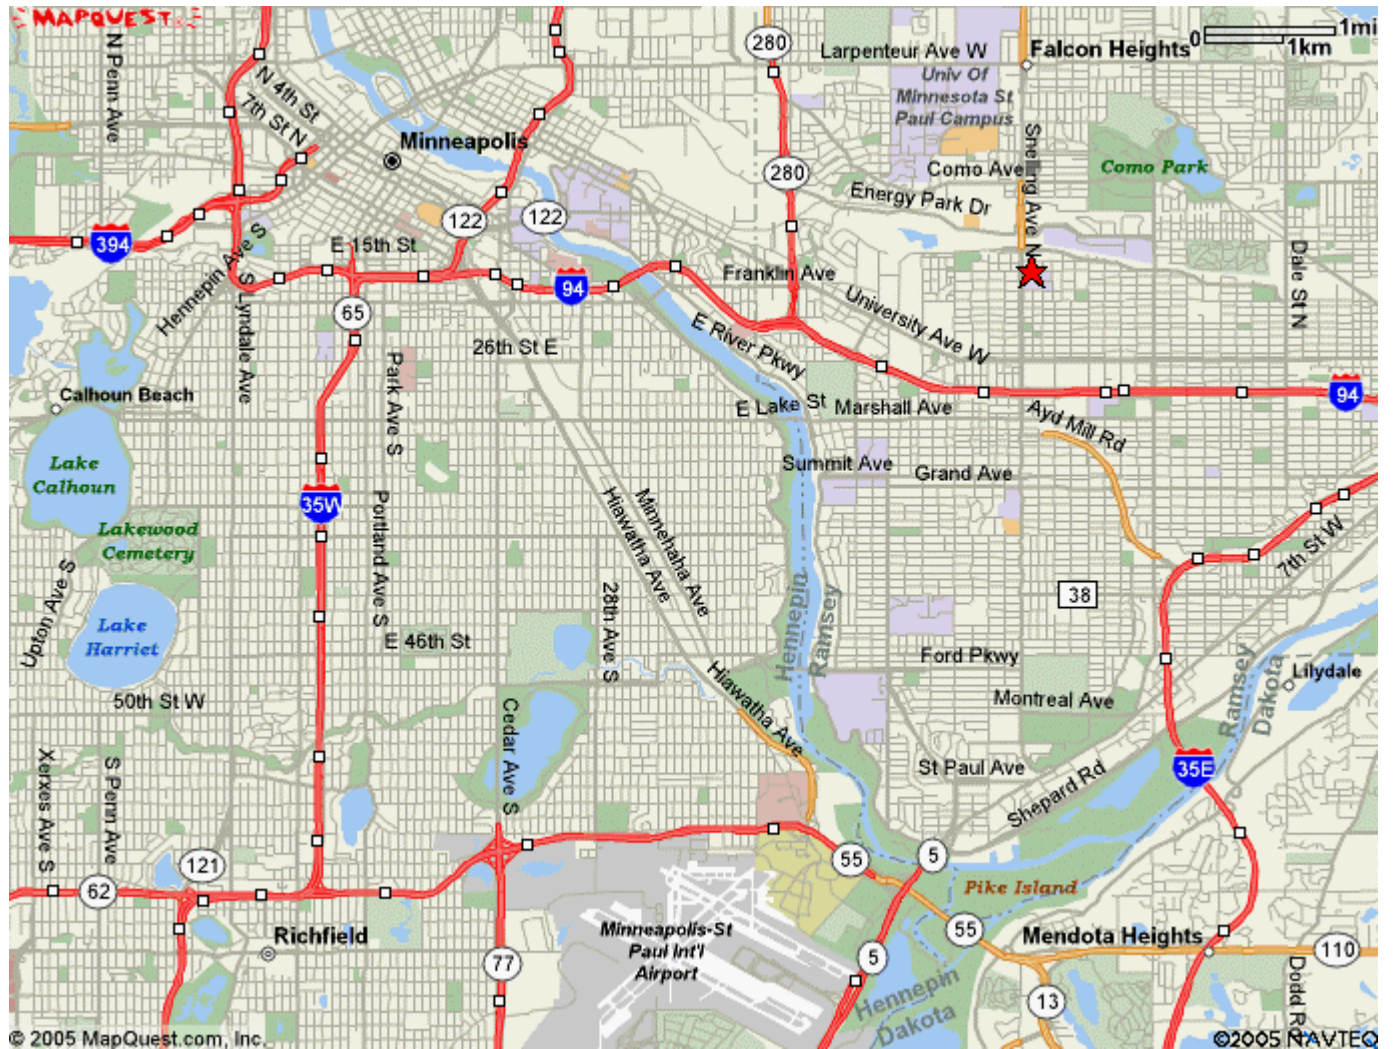 MAPQUEST
N Penn Ave
N 4th St
7th St N
Minneapolis
280
Larpenteur Ave W
Falcon Heights
0
1mi
1km
Univ Of
Minnesota St
Paul Campus
Snelling Ave N
Como Ave
Como Park
280
Energy Park Dr
122
122
394
Hennepin Ave S
E 15th St
94
Franklin Ave
University Ave W
Dale St N
S Lyndale Ave
65
Park Ave S
26th St E
E River Pkwy
94
Calhoun Beach
E Lake St
Marshall Ave
Ayd Mill Rd
Lake
Calhoun
Summit Ave
Grand Ave
35W
Portland Ave S
Minnehaha Ave
Hiawatha Ave
Lakewood
Cemetery
7th St W
Upton Ave S
38
28th Ave S
Hennepin
Ramsey
Lake
Harriet
E 46th St
Ford Pkwy
Hiawatha Ave
Ramsey
Dakota
Lilydale
50th St W
Montreal Ave
Cedar Ave S
Xerxes Ave S
S Penn Ave
St Paul Ave
Shepard Rd
35E
121
62
55
5
Pike Island
Richfield
Minneapolis-St
Paul Int'l
Airport
55
Mendota Heights
110
77
5
Hennepin
Dakota
13
Dodd Rd
© 2005 MapQuest.com, Inc.
©2005 NAVTEQ